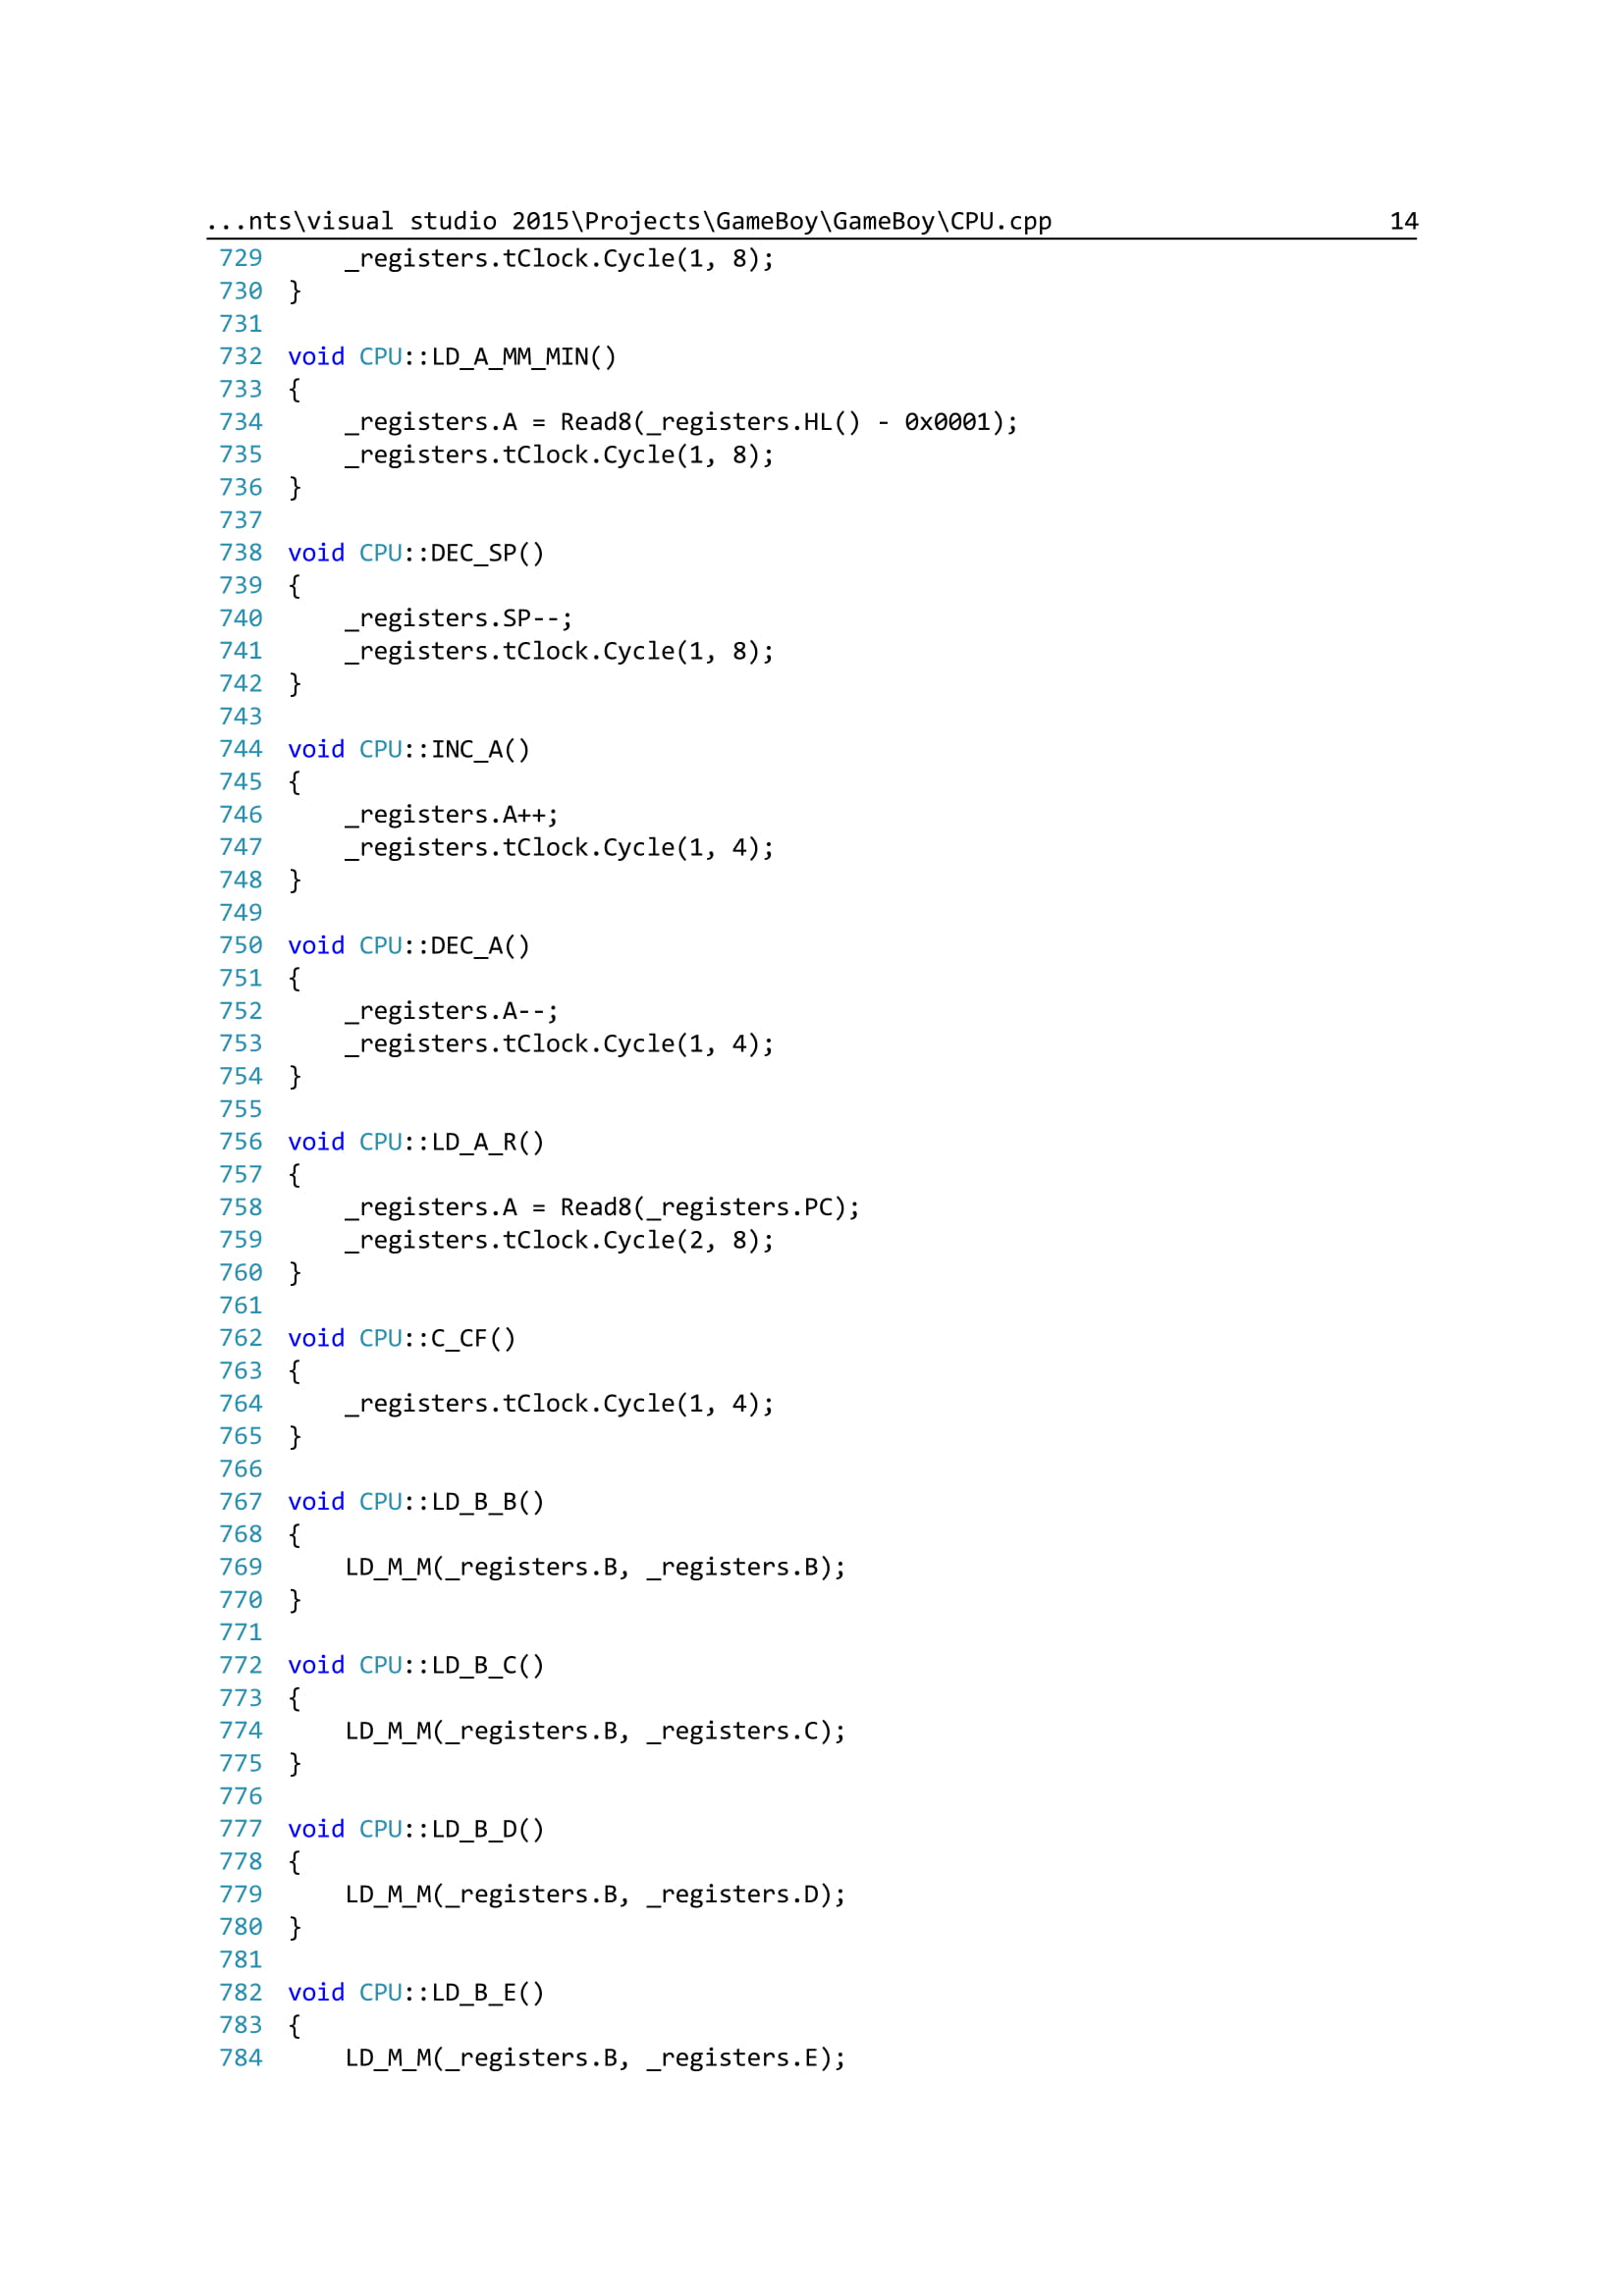 ...nts\visual studio 2015\Projects\GameBoy\GameBoy\CPU.cpp 14
729     _registers.tClock.Cycle(1, 8);
730 }
731
732 void CPU::LD_A_MM_MIN()
733 {
734     _registers.A = Read8(_registers.HL() - 0x0001);
735     _registers.tClock.Cycle(1, 8);
736 }
737
738 void CPU::DEC_SP()
739 {
740     _registers.SP--;
741     _registers.tClock.Cycle(1, 8);
742 }
743
744 void CPU::INC_A()
745 {
746     _registers.A++;
747     _registers.tClock.Cycle(1, 4);
748 }
749
750 void CPU::DEC_A()
751 {
752     _registers.A--;
753     _registers.tClock.Cycle(1, 4);
754 }
755
756 void CPU::LD_A_R()
757 {
758     _registers.A = Read8(_registers.PC);
759     _registers.tClock.Cycle(2, 8);
760 }
761
762 void CPU::C_CF()
763 {
764     _registers.tClock.Cycle(1, 4);
765 }
766
767 void CPU::LD_B_B()
768 {
769     LD_M_M(_registers.B, _registers.B);
770 }
771
772 void CPU::LD_B_C()
773 {
774     LD_M_M(_registers.B, _registers.C);
775 }
776
777 void CPU::LD_B_D()
778 {
779     LD_M_M(_registers.B, _registers.D);
780 }
781
782 void CPU::LD_B_E()
783 {
784     LD_M_M(_registers.B, _registers.E);